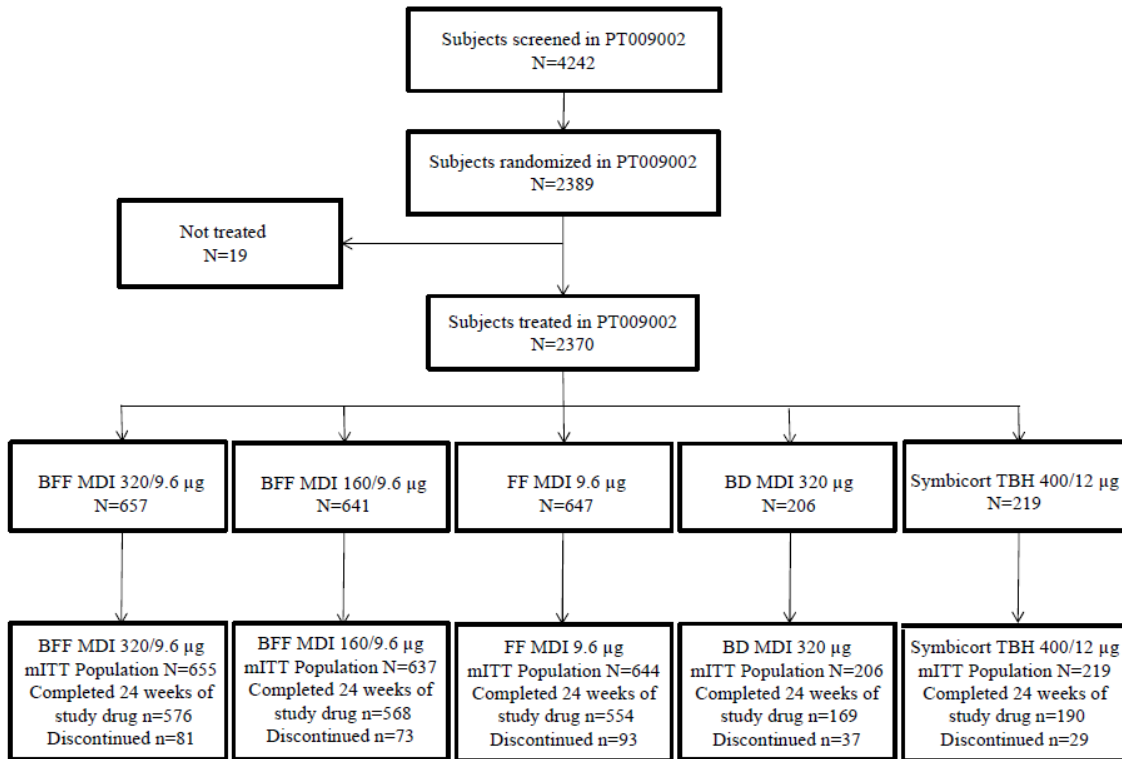 Subjects screened in PT009002
N=4242
Subjects randomized in PT009002
N=2389
Not treated
N=19
Subjects treated in PT009002
N=2370
BFF MDI 320/9.6 µg
N=657
BFF MDI 160/9.6 µg
N=641
FF MDI 9.6 µg
N=647
BD MDI 320 µg
N=206
Symbicort TBH 400/12 µg
N=219
BFF MDI 320/9.6 µg
mITT Population N=655
Completed 24 weeks of
study drug n=576
Discontinued n=81
BFF MDI 160/9.6 µg
mITT Population N=637
Completed 24 weeks of
study drug n=568
Discontinued n=73
FF MDI 9.6 µg
mITT Population N=644
Completed 24 weeks of
study drug n=554
Discontinued n=93
BD MDI 320 µg
mITT Population N=206
Completed 24 weeks of
study drug n=169
Discontinued n=37
Symbicort TBH 400/12 µg
mITT Population N=219
Completed 24 weeks of
study drug n=190
Discontinued n=29